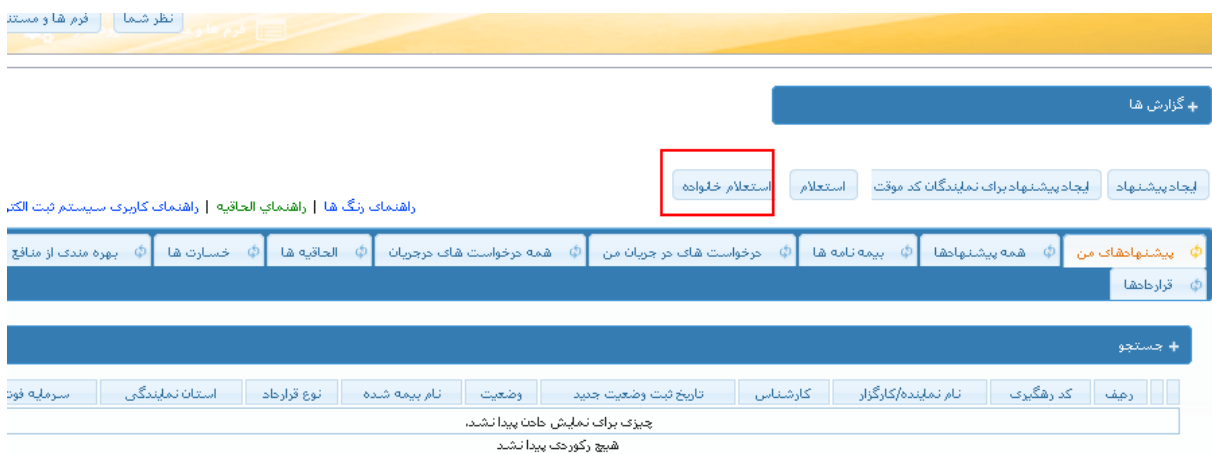 نظر شما فرم ها و مستند
+ گزارش ها
ایجاد پیشنهاد ایجاد پیشنهاد برای نمایندگان کد موقت استعلام استعلام خانواده
راهنمای رنگ ها | راهنمای الحاقیه | راهنمای کاربری سیستم ثبت الکتر
پیشنهادهای من همه پیشنهادها بیمه نامه ها درخواست های در جریان من همه درخواست های درجریان الحاقیه ها خسارت ها بهره مندی از منافع
قراردادها
+ جستجو
ردیف کد رهگیری نام نماینده/کارگزار کارشناس تاریخ ثبت وضعیت جدید وضعیت نام بیمه شده نوع قرارداد استان نمایندگی سرمایه فوت
چیزی برای نمایش دادن پیدا نشد.
هیچ رکوردی پیدا نشد